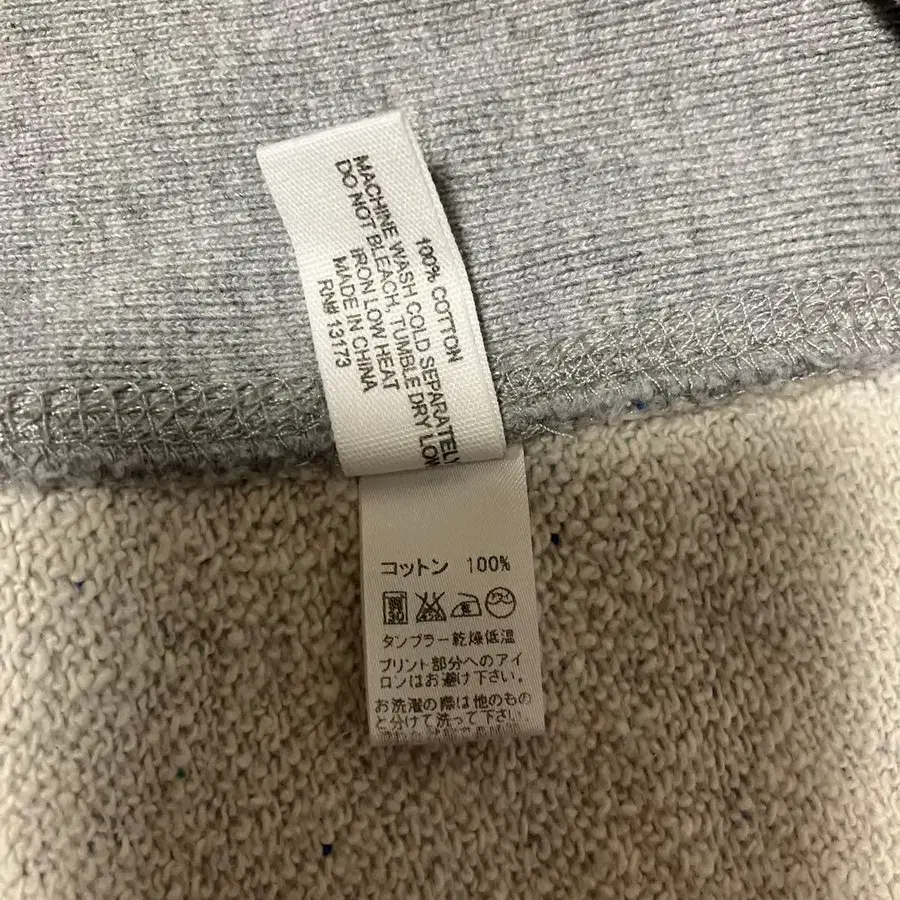 100% COTTON
MACHINE WASH COLD SEPARATELY
DO NOT BLEACH, TUMBLE DRY LOW
IRON LOW HEAT
MADE IN CHINA
RN# 13173
コットン 100%
30
タンブラー乾燥低温
プリント部分へのアイ
ロンはお避け下さい。
お洗濯の際は他のもの
と分けて洗って下さい